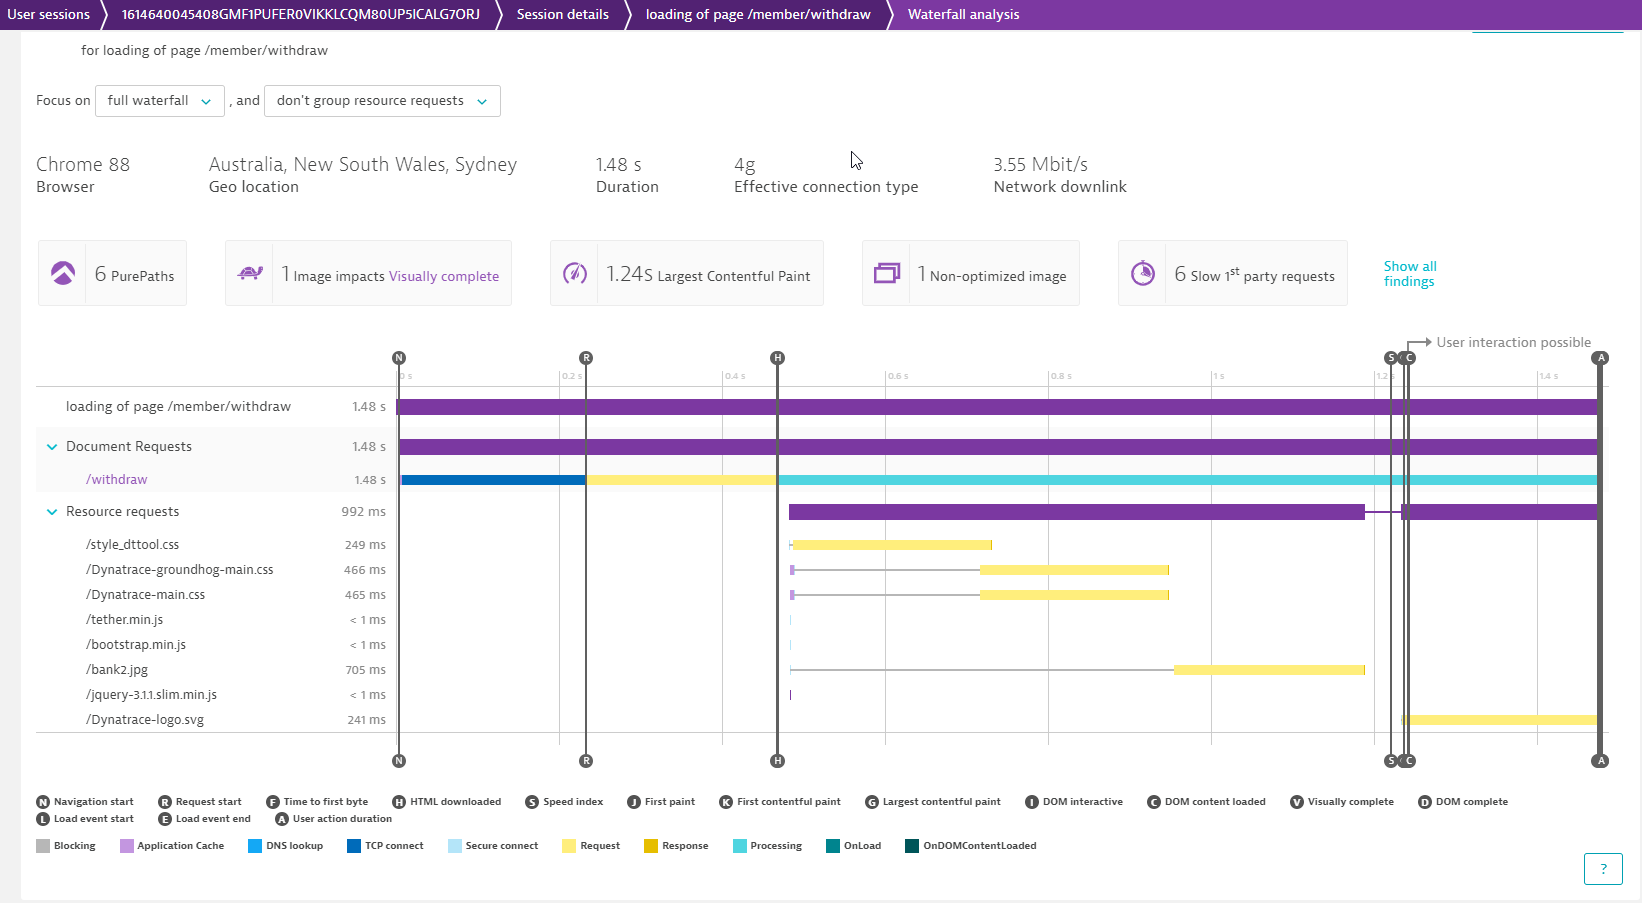 User sessions 1614640045408GMF1PUFER0VIKKLCQM80UP5ICALG7ORJ Session details loading of page /member/withdraw Waterfall analysis
for loading of page /member/withdraw
Focus on full waterfall , and don't group resource requests
Chrome 88 Australia, New South Wales, Sydney 1.48 s 4g 3.55 Mbit/s
Browser Geo location Duration Effective connection type Network downlink
6 PurePaths 1 Image impacts Visually complete 1.24s Largest Contentful Paint 1 Non-optimized image 6 Slow 1st party requests Show all findings
User interaction possible
N R H S C A
0 s 0.2 s 0.4 s 0.6 s 0.8 s 1 s 1.2 s 1.4 s
loading of page /member/withdraw 1.48 s
Document Requests 1.48 s
/withdraw 1.48 s
Resource requests 992 ms
/style_dttool.css 249 ms
/Dynatrace-groundhog-main.css 466 ms
/Dynatrace-main.css 465 ms
/tether.min.js < 1 ms
/bootstrap.min.js < 1 ms
/bank2.jpg 705 ms
/jquery-3.1.1.slim.min.js < 1 ms
/Dynatrace-logo.svg 241 ms
N R H S C A
N Navigation start R Request start F Time to first byte H HTML downloaded S Speed index J First paint K First contentful paint G Largest contentful paint I DOM interactive C DOM content loaded V Visually complete D DOM complete
L Load event start E Load event end A User action duration
Blocking Application Cache DNS lookup TCP connect Secure connect Request Response Processing OnLoad OnDOMContentLoaded
?